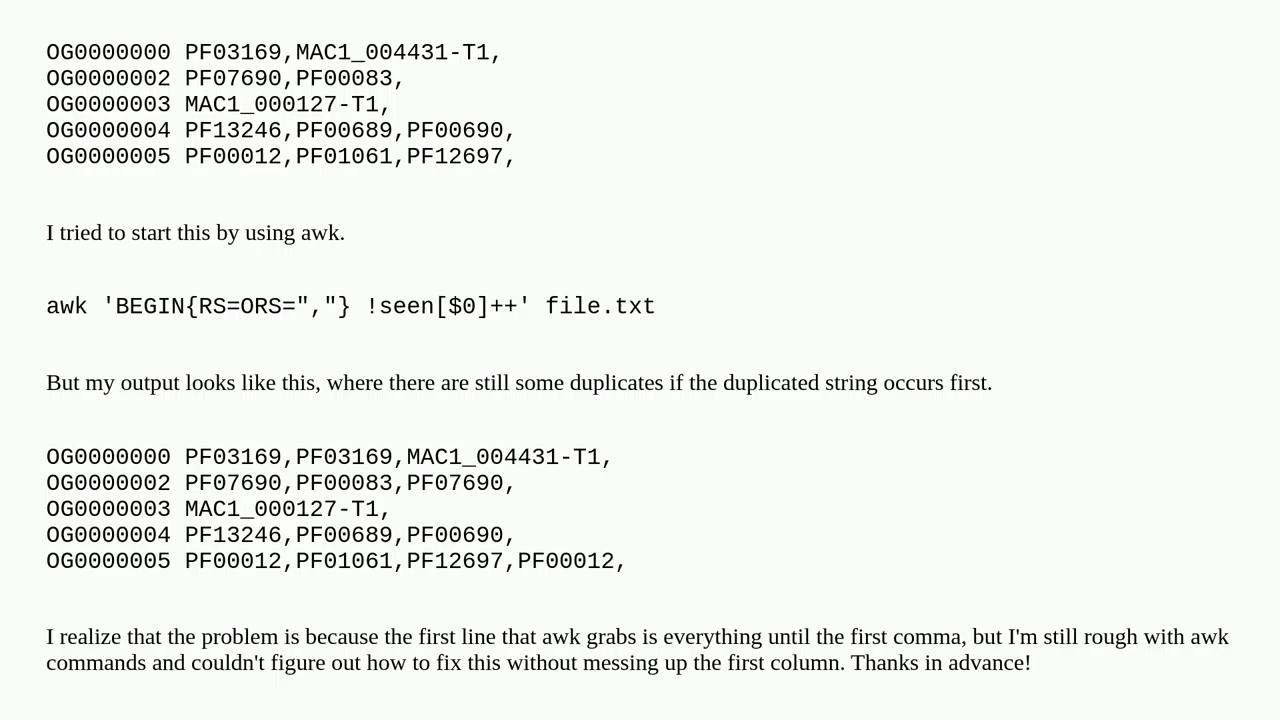 OG0000000 PF03169,MAC1_004431-T1,
OG0000002 PF07690,PF00083,
OG0000003 MAC1_000127-T1,
OG0000004 PF13246,PF00689,PF00690,
OG0000005 PF00012,PF01061,PF12697,
I tried to start this by using awk.
awk 'BEGIN{RS=ORS=","} !seen[$0]++' file.txt
But my output looks like this, where there are still some duplicates if the duplicated string occurs first.
OG0000000 PF03169,PF03169,MAC1_004431-T1,
OG0000002 PF07690,PF00083,PF07690,
OG0000003 MAC1_000127-T1,
OG0000004 PF13246,PF00689,PF00690,
OG0000005 PF00012,PF01061,PF12697,PF00012,
I realize that the problem is because the first line that awk grabs is everything until the first comma, but I'm still rough with awk
commands and couldn't figure out how to fix this without messing up the first column. Thanks in advance!